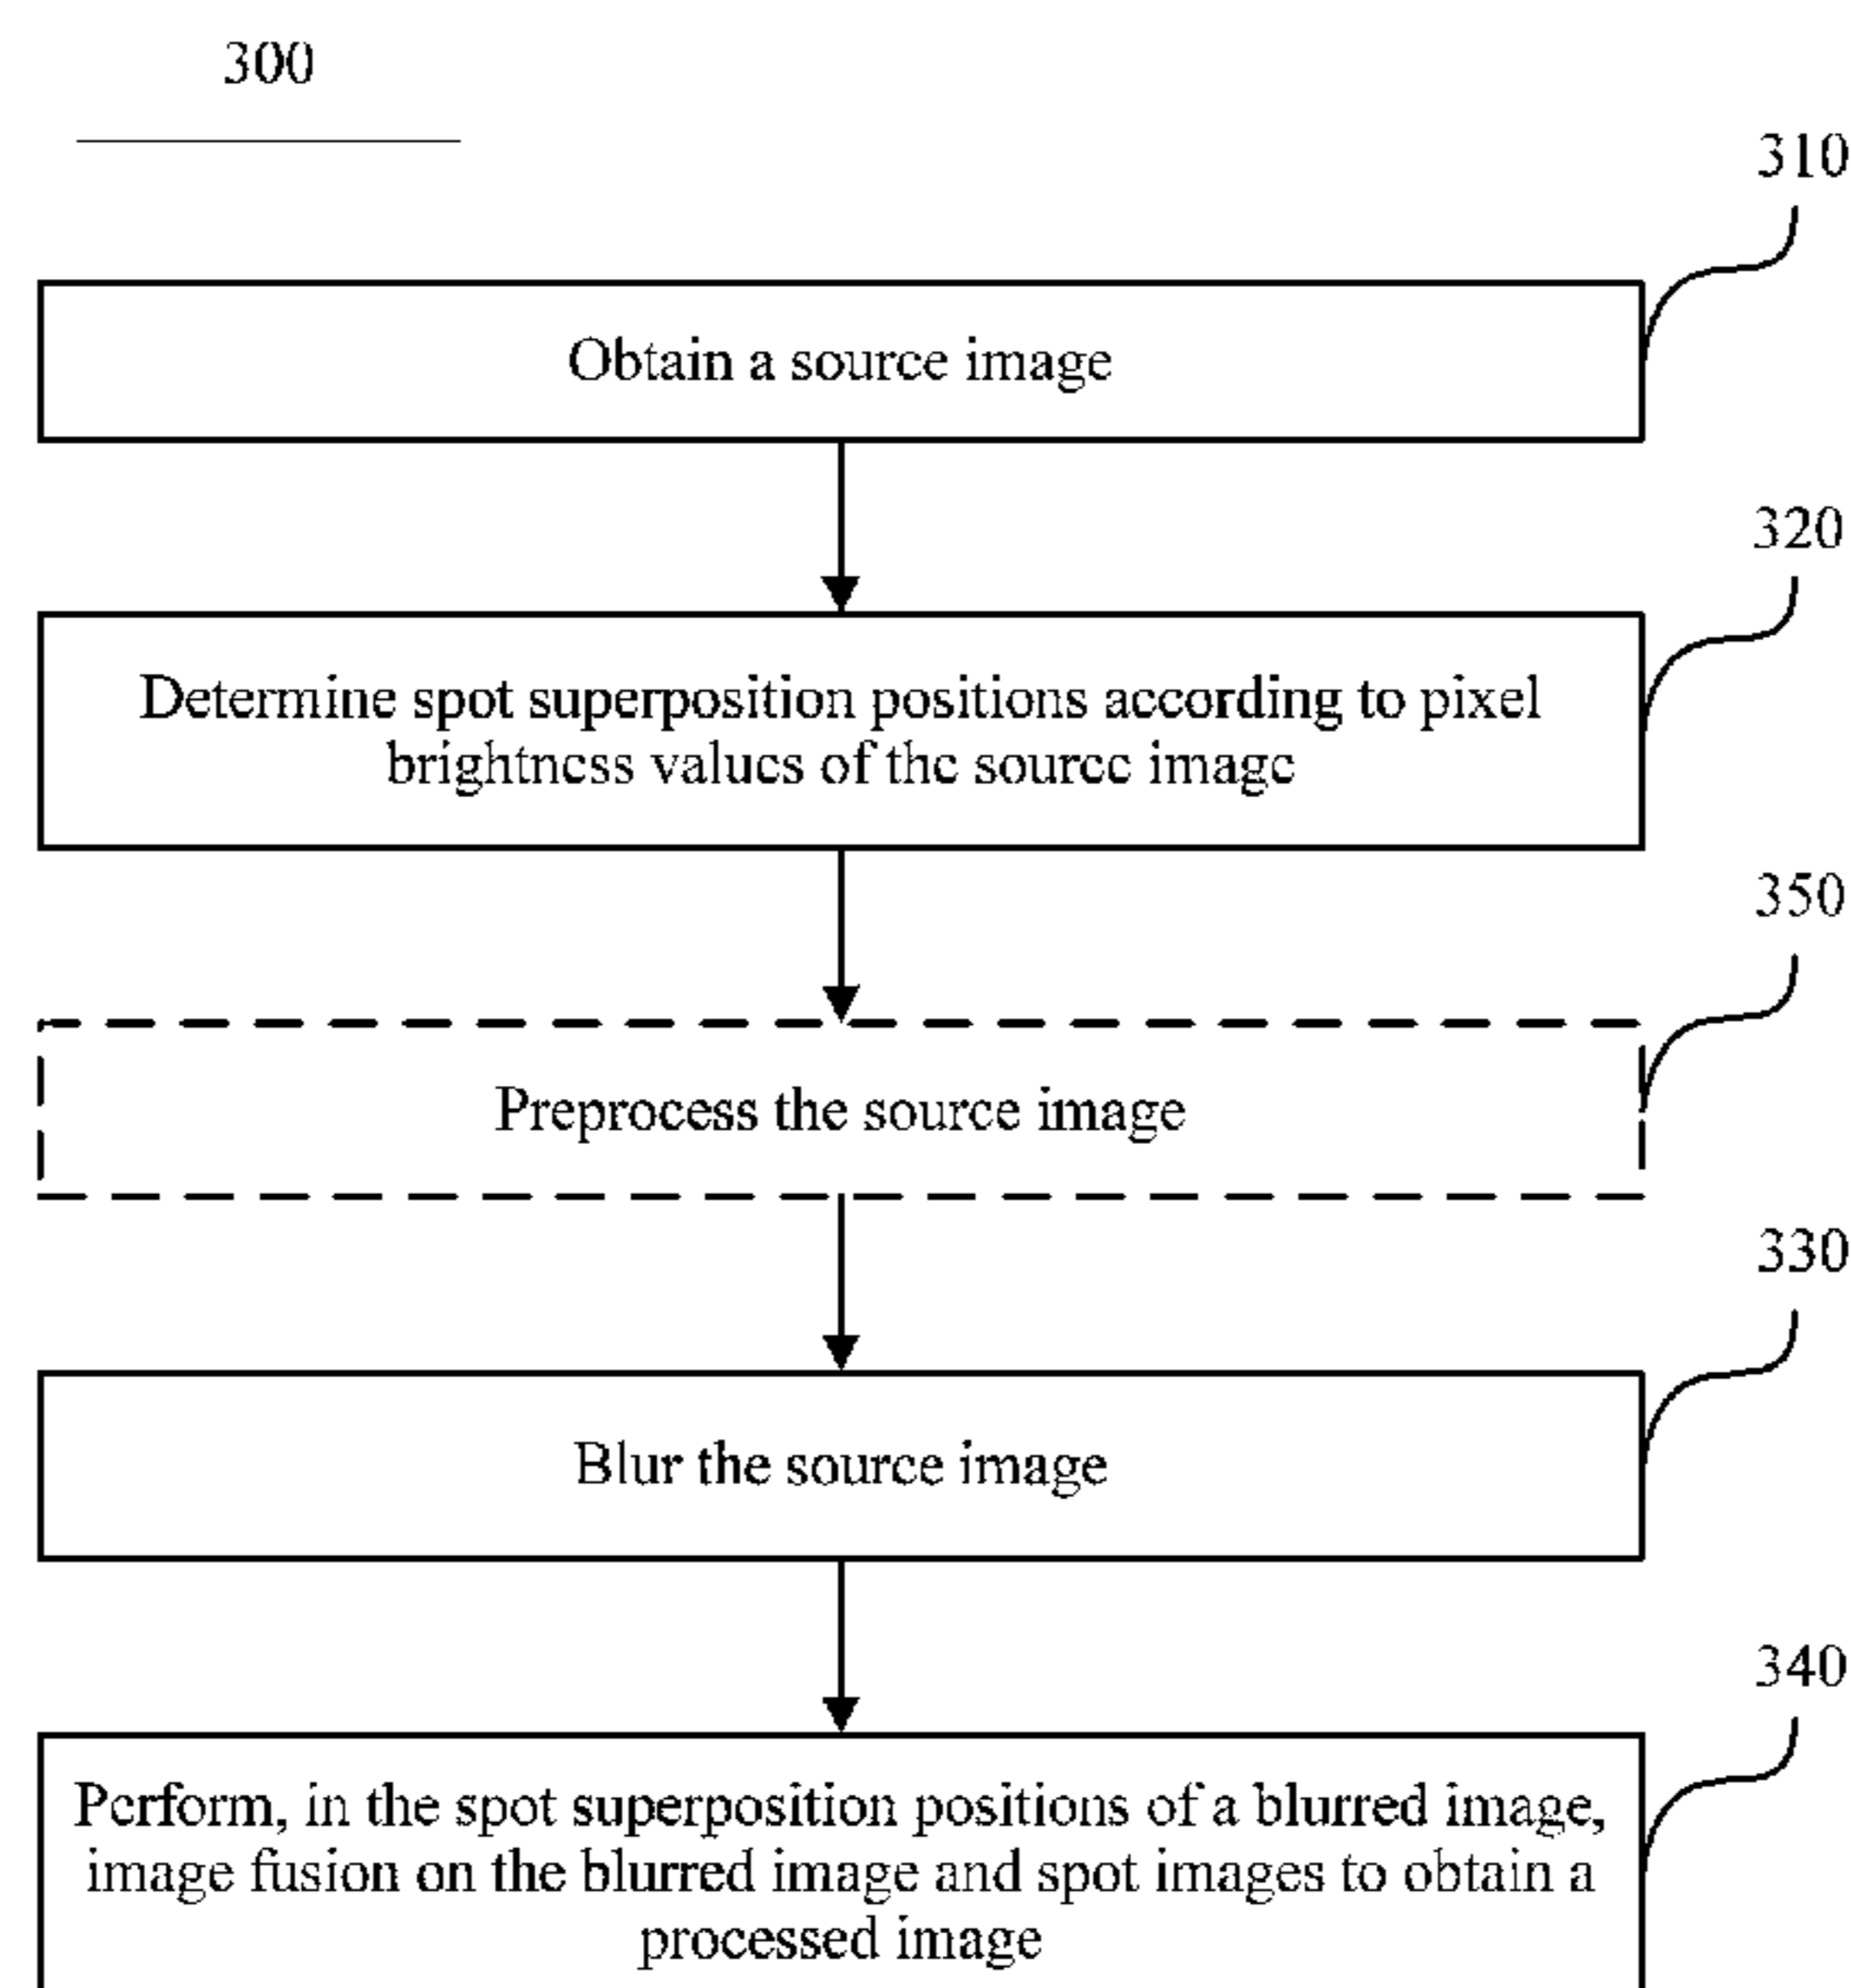 300
310
Obtain a source image
320
Determine spot superposition positions according to pixel
brightness values of the source image
350
Preprocess the source image
330
Blur the source image
340
Perform, in the spot superposition positions of a blurred image,
image fusion on the blurred image and spot images to obtain a
processed image